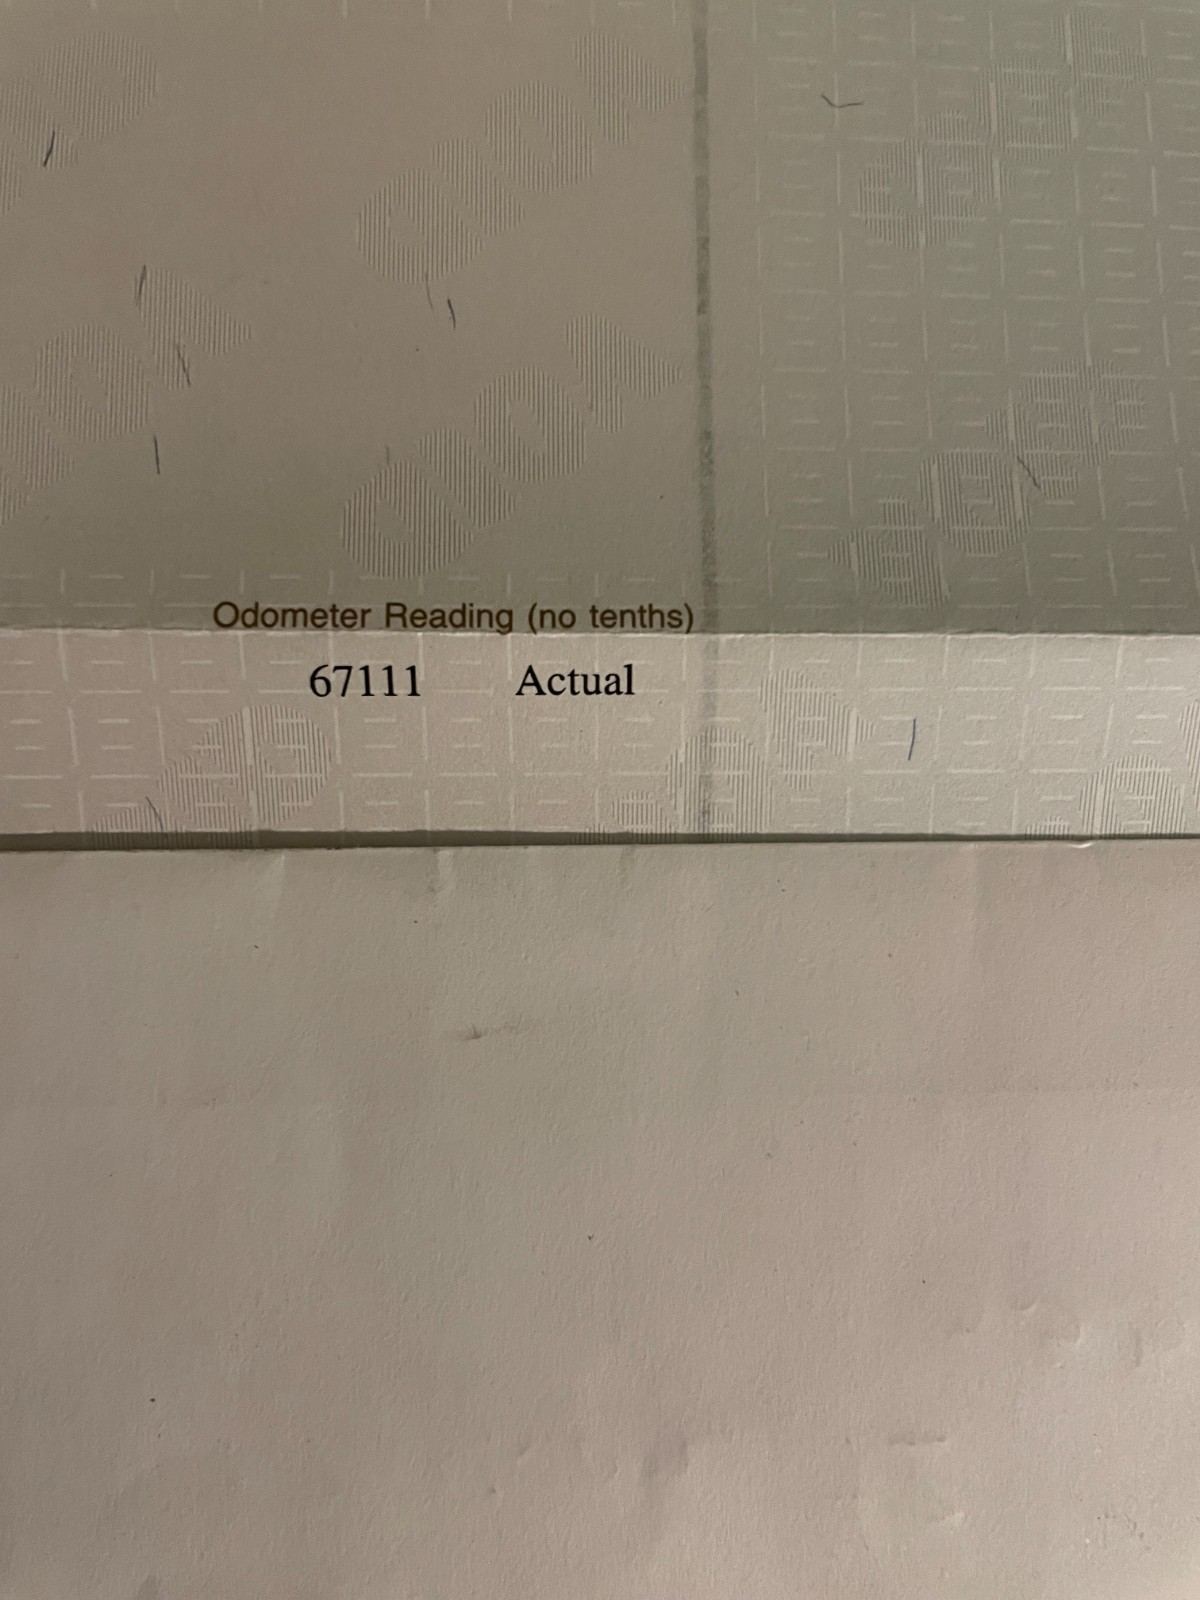 Odometer Reading (no tenths)
67111 Actual